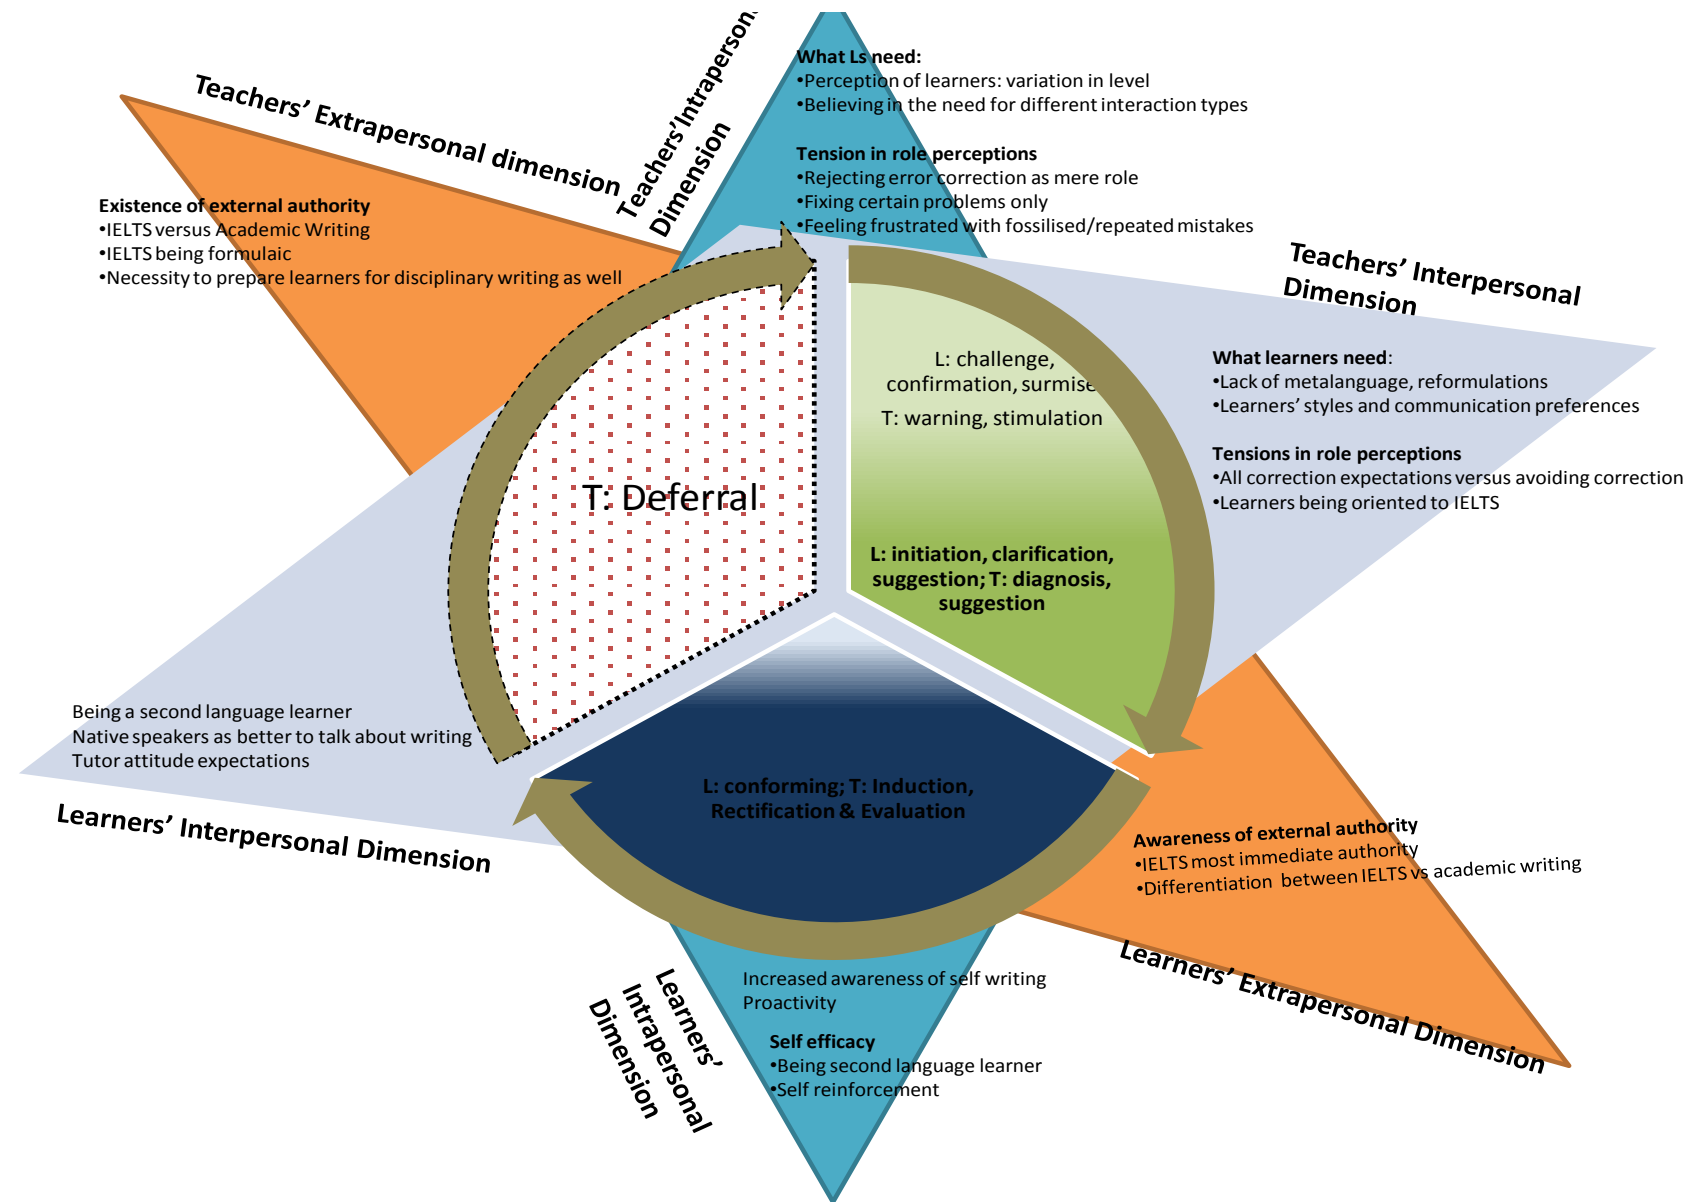 Teachers' Extrapersonal dimension
Existence of external authority
•IELTS versus Academic Writing
•IELTS being formulaic
•Necessity to prepare learners for disciplinary writing as well
Teachers'Intrapersona
Dimension
What Ls need:
•Perception of learners: variation in level
•Believing in the need for different interaction types
Tension in role perceptions
•Rejecting error correction as mere role
•Fixing certain problems only
•Feeling frustrated with fossilised/repeated mistakes
Teachers' Interpersonal
Dimension
What learners need:
•Lack of metalanguage, reformulations
•Learners' styles and communication preferences
Tensions in role perceptions
•All correction expectations versus avoiding correction
•Learners being oriented to IELTS
L: challenge,
confirmation, surmise
T: warning, stimulation
L: initiation, clarification,
suggestion; T: diagnosis,
suggestion
T: Deferral
L: conforming; T: Induction,
Rectification & Evaluation
Being a second language learner
Native speakers as better to talk about writing
Tutor attitude expectations
Learners' Interpersonal Dimension
Awareness of external authority
•IELTS most immediate authority
•Differentiation between IELTS vs academic writing
Learners' Extrapersonal Dimension
Learners'
Intrapersonal
Dimension
Increased awareness of self writing
Proactivity
Self efficacy
•Being second language learner
•Self reinforcement